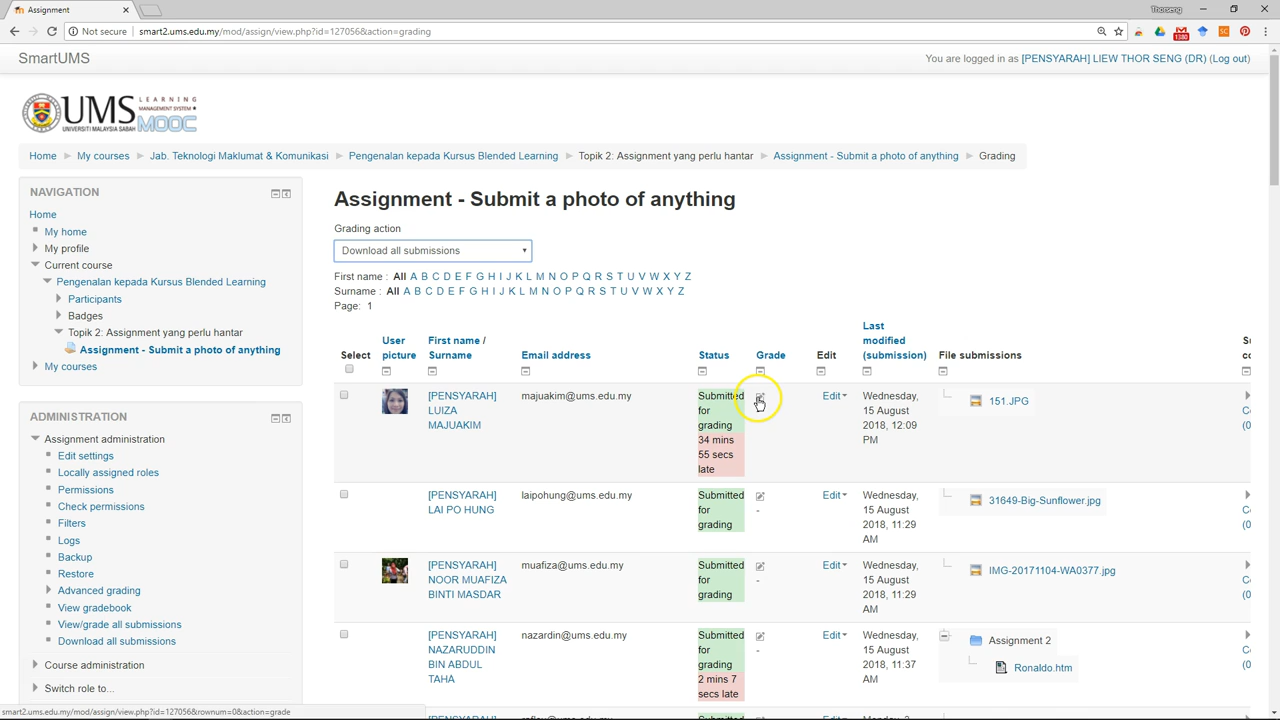 Assignment
Thorseng
Not secure
smart2.ums.edu.my/mod/assign/view.php?id=127056&action=grading
1380
SC
SmartUMS
You are logged in as [PENSYARAH] LIEW THOR SENG (DR) (Log out)
UMS LEARNING MANAGEMENT SYSTEM
UNIVERSITI MALAYSIA SABAH MOOC
Home My courses Jab. Teknologi Maklumat & Komunikasi Pengenalan kepada Kursus Blended Learning Topik 2: Assignment yang perlu hantar Assignment - Submit a photo of anything Grading
NAVIGATION
Home
My home
My profile
Current course
Pengenalan kepada Kursus Blended Learning
Participants
Badges
Topik 2: Assignment yang perlu hantar
Assignment - Submit a photo of anything
My courses
ADMINISTRATION
Assignment administration
Edit settings
Locally assigned roles
Permissions
Check permissions
Filters
Logs
Backup
Restore
Advanced grading
View gradebook
View/grade all submissions
Download all submissions
Course administration
Switch role to...
Assignment - Submit a photo of anything
Grading action
Download all submissions
First name : All A B C D E F G H I J K L M N O P Q R S T U V W X Y Z
Surname : All A B C D E F G H I J K L M N O P Q R S T U V W X Y Z
Page: 1
Select
User
picture
First name /
Surname
Email address
Status
Grade
Edit
Last
modified
(submission)
File submissions
[PENSYARAH]
LUIZA
MAJUAKIM
majuakim@ums.edu.my
Submitted
for
grading
34 mins
55 secs
late
Edit
Wednesday,
15 August
2018, 12:09
PM
151.JPG
[PENSYARAH]
LAI PO HUNG
laipohung@ums.edu.my
Submitted
for
grading
-
Edit
Wednesday,
15 August
2018, 11:29
AM
31649-Big-Sunflower.jpg
[PENSYARAH]
NOOR MUAFIZA
BINTI MASDAR
muafiza@ums.edu.my
Submitted
for
grading
-
Edit
Wednesday,
15 August
2018, 11:29
AM
IMG-20171104-WA0377.jpg
[PENSYARAH]
NAZARUDDIN
BIN ABDUL
TAHA
nazardin@ums.edu.my
Submitted
for
grading
2 mins 7
secs late
-
Edit
Wednesday,
15 August
2018, 11:37
AM
Assignment 2
Ronaldo.htm
smart2.ums.edu.my/mod/assign/view.php?id=127056&rownum=0&action=grade